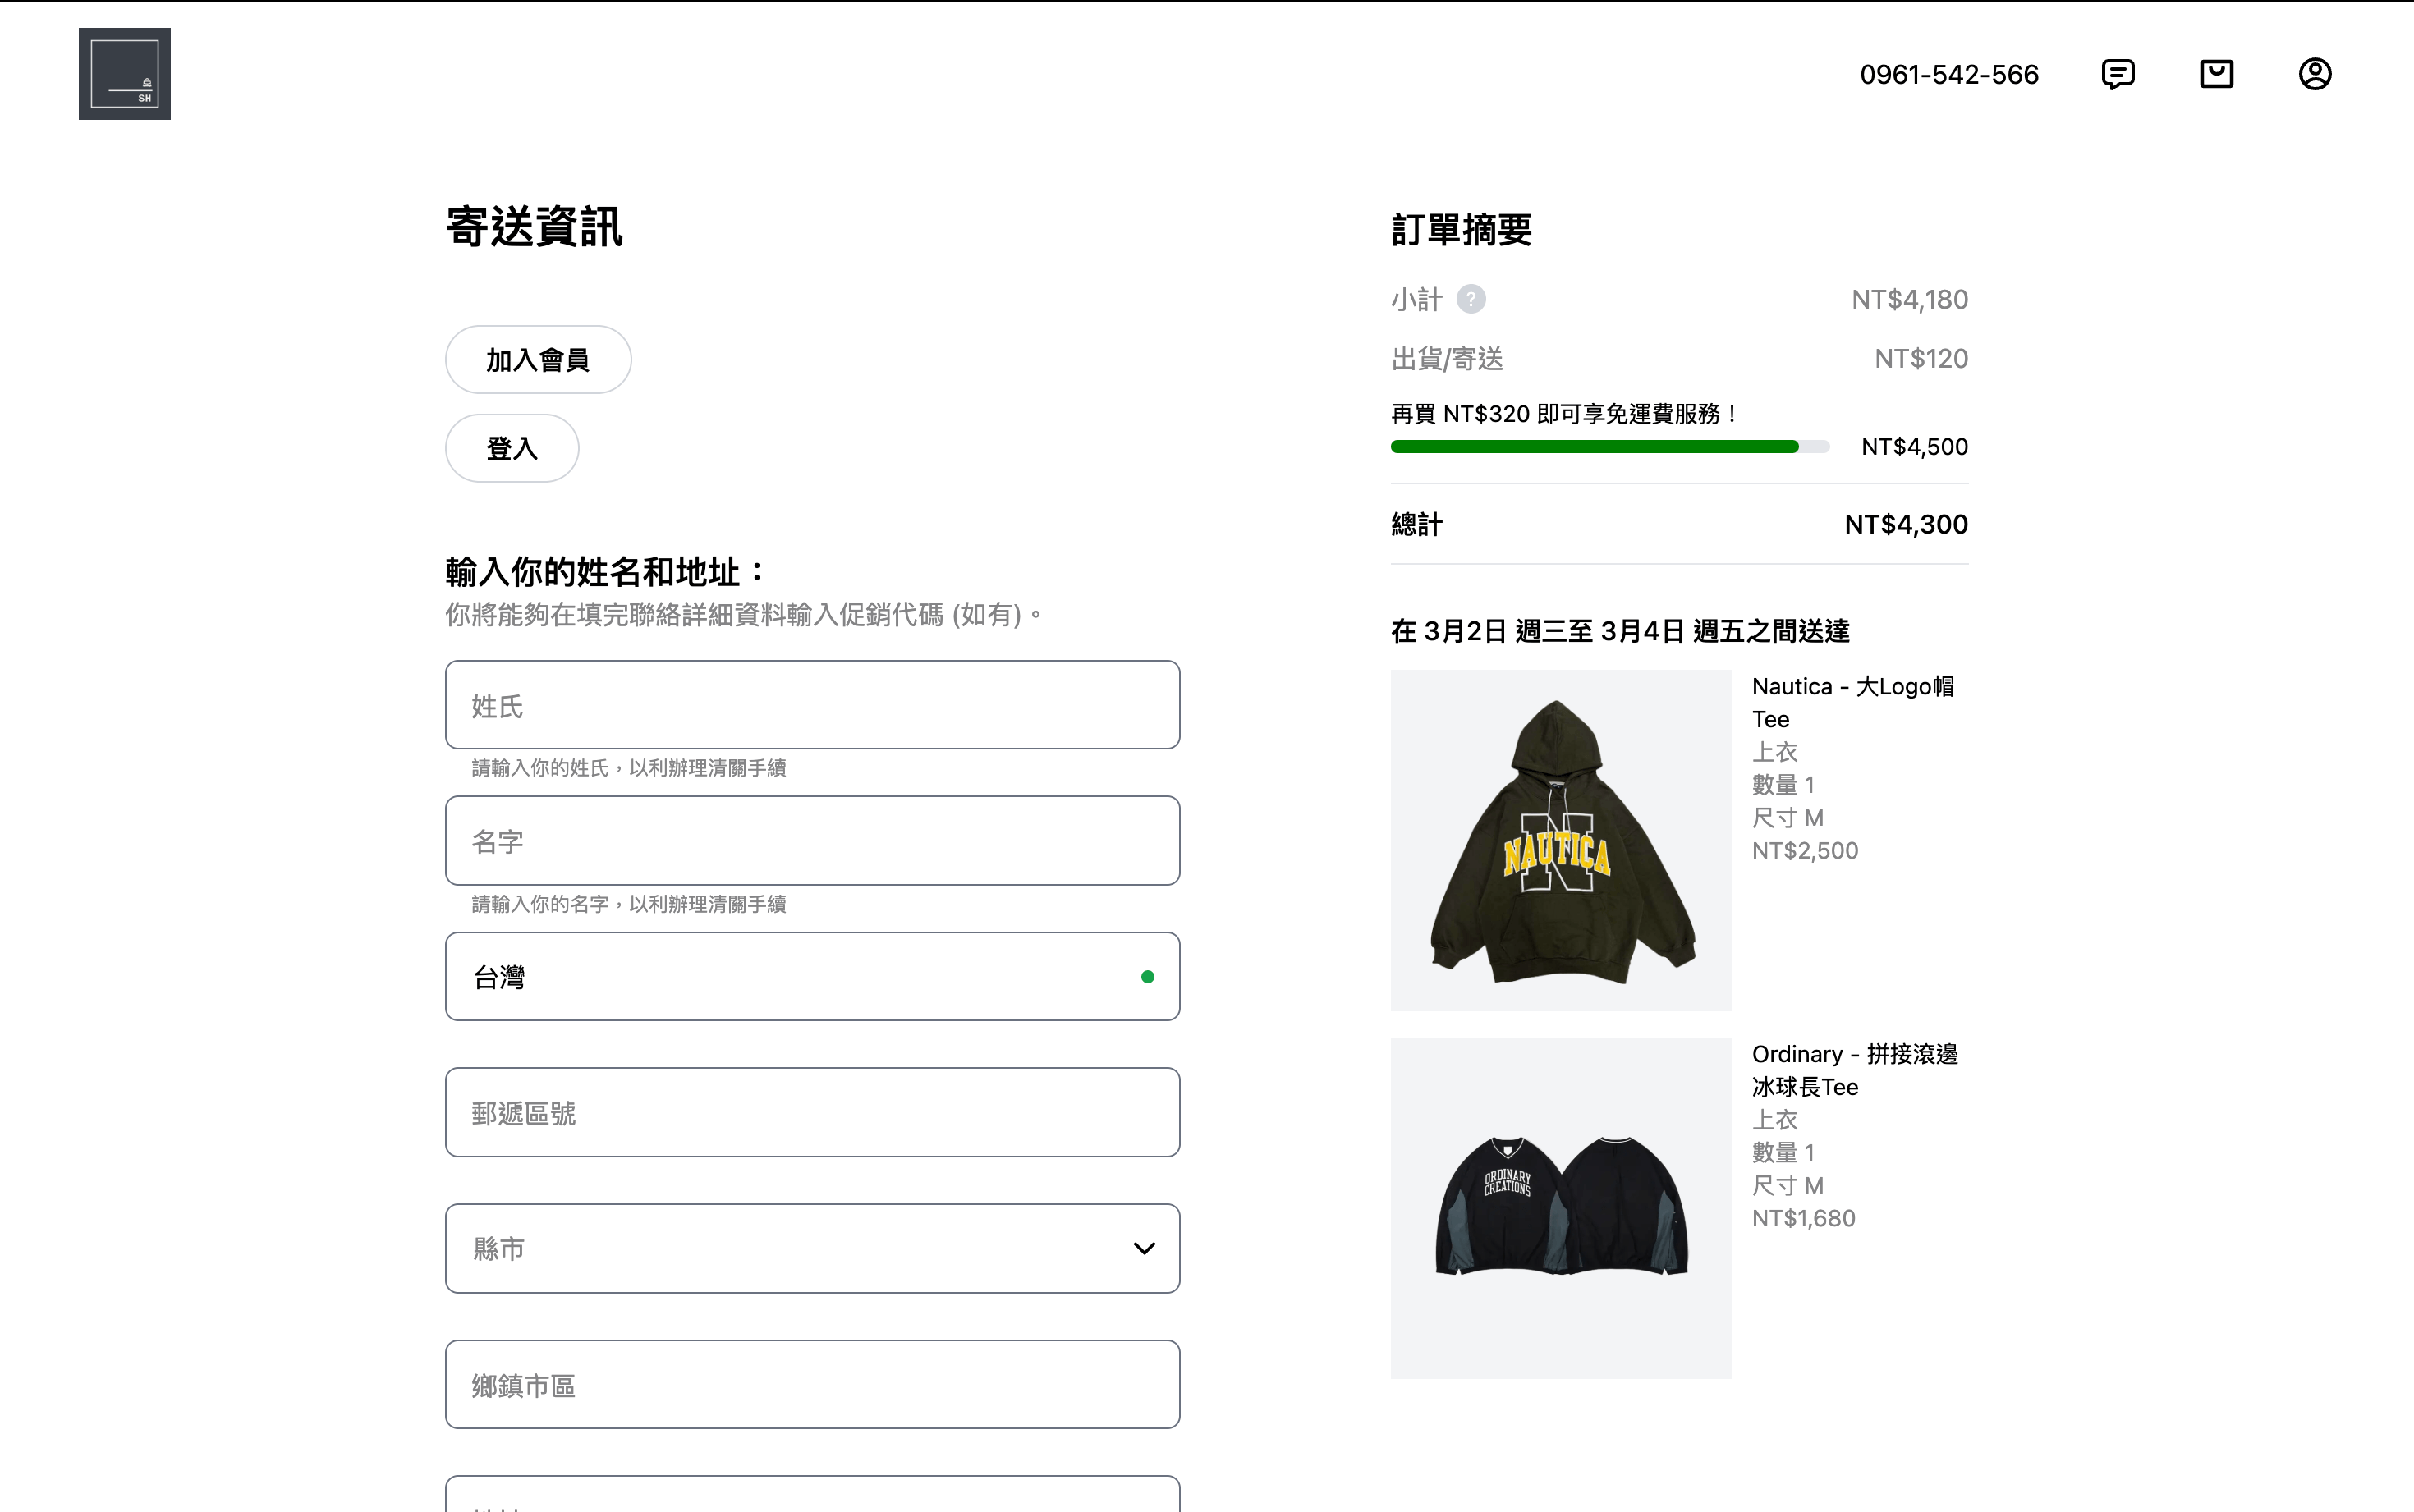 SH
0961-542-566
寄送資訊
加入會員
登入
輸入你的姓名和地址：
你將能夠在填完聯絡詳細資料輸入促銷代碼 (如有)。
姓氏
請輸入你的姓氏，以利辦理清關手續
名字
請輸入你的名字，以利辦理清關手續
台灣
郵遞區號
縣市
鄉鎮市區
訂單摘要
小計 ? NT$4,180
出貨/寄送 NT$120
再買 NT$320 即可享免運費服務！
NT$4,500
總計 NT$4,300
在 3月2日 週三至 3月4日 週五之間送達
NAUTICA
N
Nautica - 大Logo帽
Tee
上衣
數量 1
尺寸 M
NT$2,500
ORDINARY
CREATIONS
Ordinary - 拼接滾邊
冰球長Tee
上衣
數量 1
尺寸 M
NT$1,680